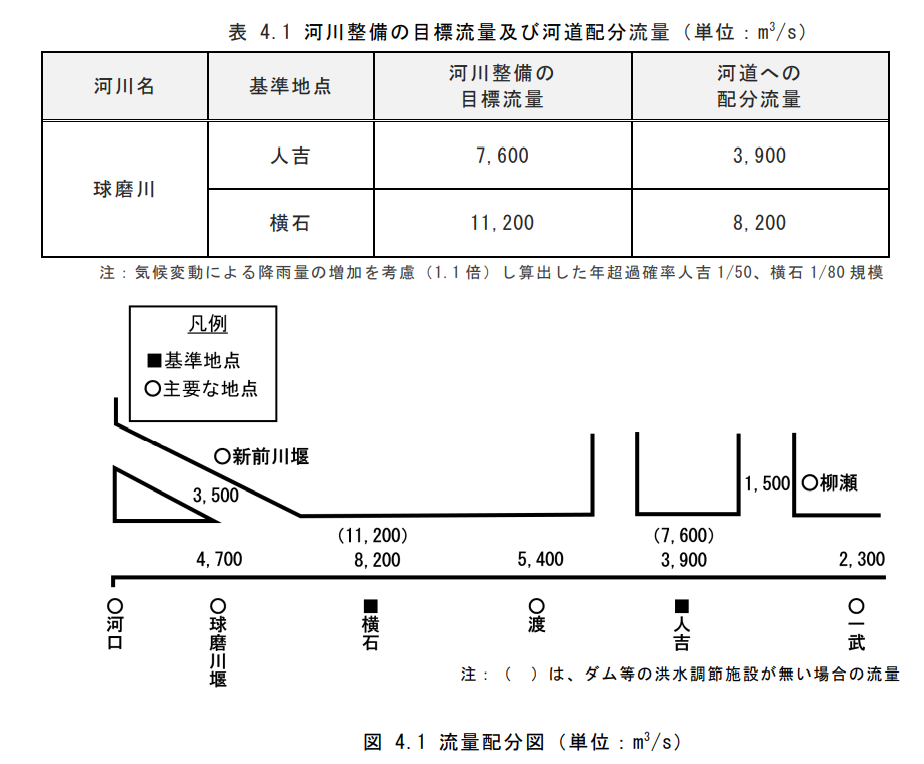 表 4.1 河川整備の目標流量及び河道配分流量（単位：m³/s）
河川名
基準地点
河川整備の
目標流量
河道への
配分流量
球磨川
人吉
7,600
3,900
横石
11,200
8,200
注：気候変動による降雨量の増加を考慮（1.1倍）し算出した年超過確率人吉1/50、横石1/80規模
凡例
■基準地点
○主要な地点
○新前川堰
3,500
1,500
○柳瀬
(11,200)
(7,600)
4,700
8,200
5,400
3,900
2,300
○河口
○球磨川堰
■横石
○渡
■人吉
○一武
注：（　）は、ダム等の洪水調節施設が無い場合の流量
図 4.1 流量配分図（単位：m³/s）